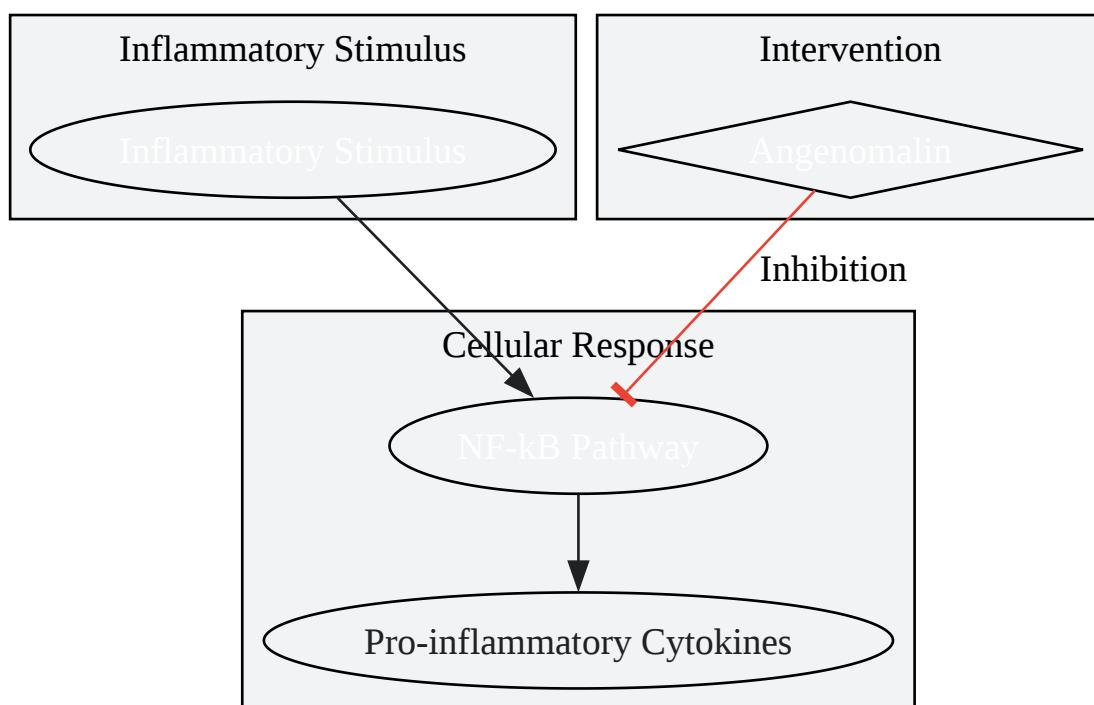 Inflammatory Stimulus
Intervention
Inflammatory Stimulus
Angenomalin
Inhibition
Cellular Response
NF-kB Pathway
Pro-inflammatory Cytokines